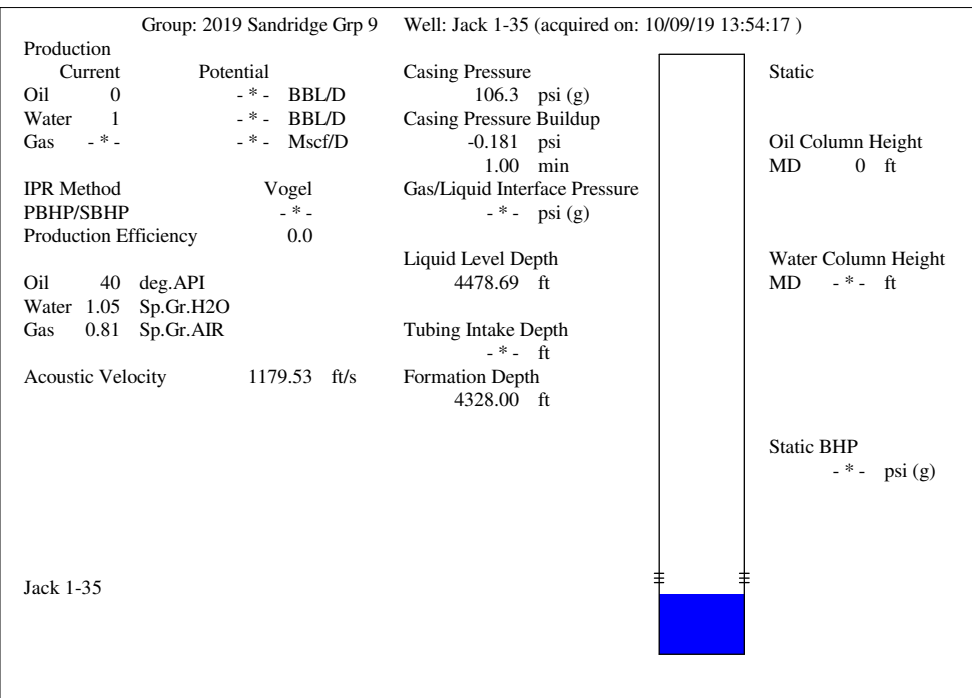 Group: 2019 Sandridge Grp 9 Well: Jack 1-35 (acquired on: 10/09/19 13:54:17 )
Production
Current Potential
Oil 0 - * - BBL/D
Water 1 - * - BBL/D
Gas - * - - * - Mscf/D
IPR Method Vogel
PBHP/SBHP - * -
Production Efficiency 0.0
Oil 40 deg.API
Water 1.05 Sp.Gr.H2O
Gas 0.81 Sp.Gr.AIR
Acoustic Velocity 1179.53 ft/s
Casing Pressure
106.3 psi (g)
Casing Pressure Buildup
-0.181 psi
1.00 min
Gas/Liquid Interface Pressure
- * - psi (g)
Liquid Level Depth
4478.69 ft
Tubing Intake Depth
- * - ft
Formation Depth
4328.00 ft
Static
Oil Column Height
MD 0 ft
Water Column Height
MD - * - ft
Static BHP
- * - psi (g)
Jack 1-35